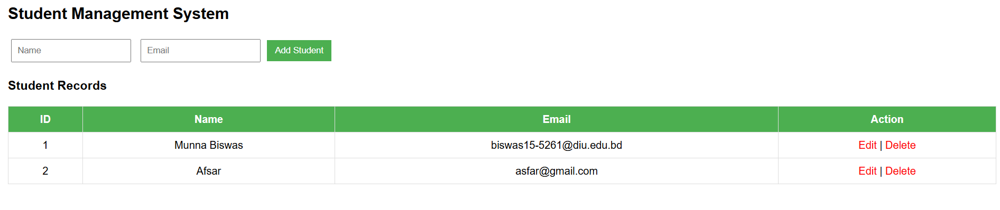 Student Management System
Name Email Add Student
Student Records
ID Name Email Action
1 Munna Biswas biswas15-5261@diu.edu.bd Edit | Delete
2 Afsar asfar@gmail.com Edit | Delete